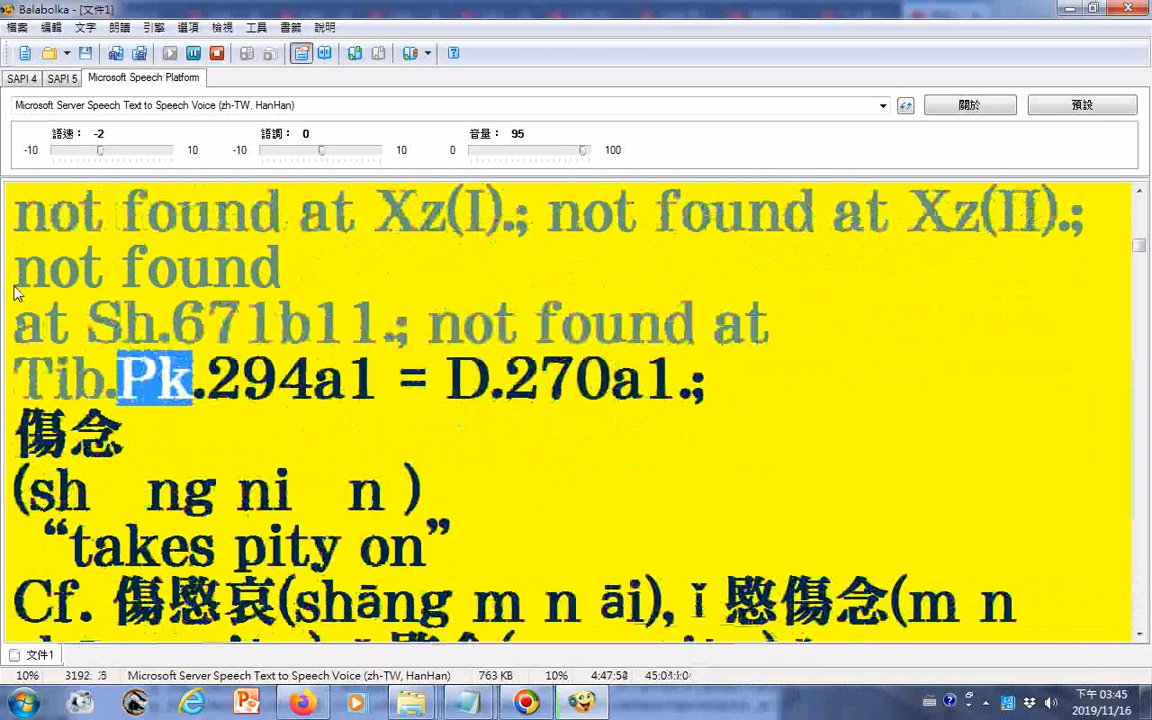 Balabolka - [文件1]
檔案 編輯 文字 朗讀 引擎 選項 檢視 工具 書籤 說明
SAPI 4 SAPI 5 Microsoft Speech Platform
Microsoft Server Speech Text to Speech Voice (zh-TW, HanHan) 關於 預設
語速： -2 語調： 0 音量： 95
-10 10 -10 10 0 100
not found at Xz(I).; not found at Xz(II).;
not found
at Sh.671b11.; not found at
Tib.Pk.294a1 = D.270a1.;
傷念
(sh ng ni n )
“takes pity on”
Cf. 傷愍哀(shāng m n āi), ǐ 愍傷念(m n
文件1
10% Microsoft Server Speech Text to Speech Voice (zh-TW, HanHan) 763 KB 10%
下午 03:45
2019/11/16